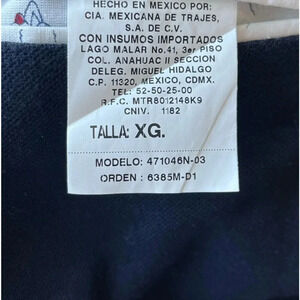 HECHO EN MEXICO POR:
CIA. MEXICANA DE TRAJES,
S.A. DE C.V.
CON INSUMOS IMPORTADOS
LAGO MALAR No.41, 3er PISO
COL. ANAHUAC II SECCION
DELEG. MIGUEL HIDALGO
C.P. 11320, MEXICO, CDMX.
TEL: 52-50-25-00
R.F.C. MTR8012148K9
CNIV. 1182
TALLA: XG.
MODELO: 471046N-03
ORDEN : 6385M-D1